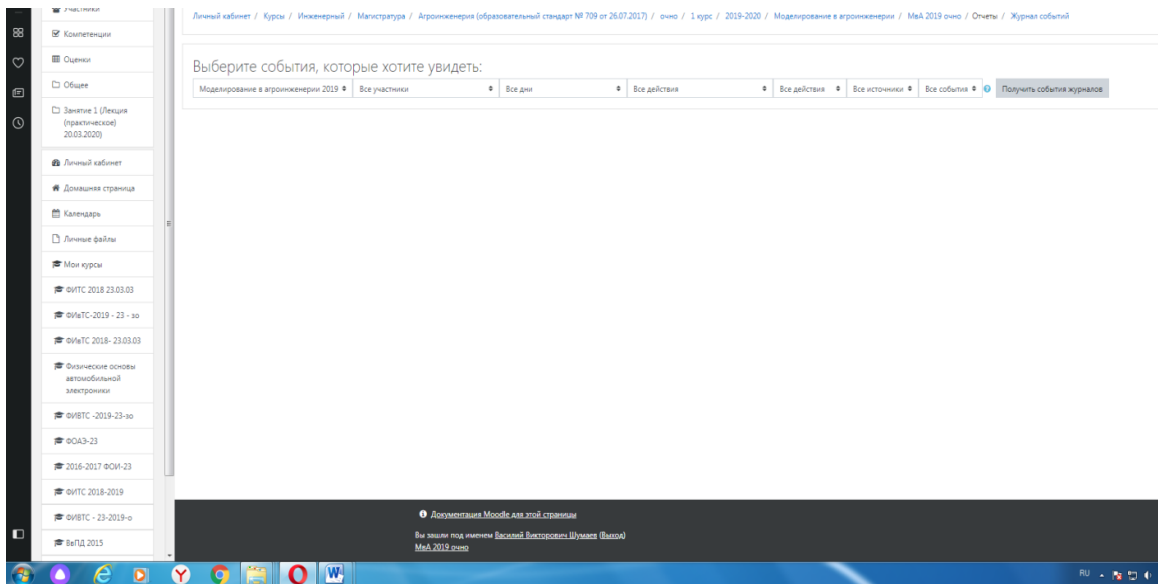 Участники
Компетенции
Оценки
Общее
Занятие 1 (Лекция
(практическое)
20.03.2020)
Личный кабинет
Домашняя страница
Календарь
Личные файлы
Мои курсы
ФИТС 2018 23.03.03
ФИвТС-2019 - 23 - зо
ФИвТС 2018- 23.03.03
Физические основы
автомобильной
электроники
ФИВТС -2019-23-зо
ФОАЭ-23
2016-2017 ФОИ-23
ФИТС 2018-2019
ФИВТС - 23-2019-о
ВвПД 2015
Личный кабинет / Курсы / Инженерный / Магистратура / Агроинженерия (образовательный стандарт № 709 от 26.07.2017) / очно / 1 курс / 2019-2020 / Моделирование в агроинженерии / МвА 2019 очно / Отчеты / Журнал событий
Выберите события, которые хотите увидеть:
Моделирование в агроинженерии 2019 Все участники Все дни Все действия Все действия Все источники Все события Получить события журналов
Документация Moodle для этой страницы
Вы зашли под именем Василий Викторович Шумаев (Выход)
МвА 2019 очно
RU